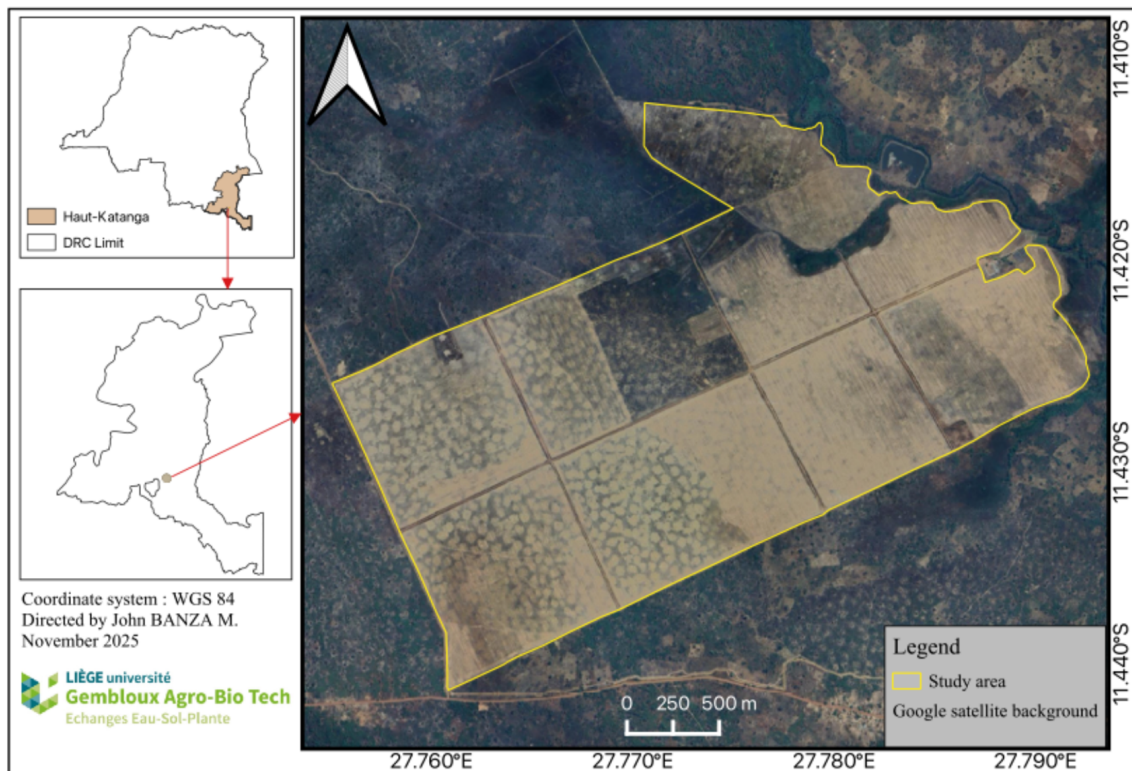 Haut-Katanga
DRC Limit
Coordinate system : WGS 84
Directed by John BANZA M.
November 2025
LIÈGE université
Gembloux Agro-Bio Tech
Echanges Eau-Sol-Plante
11.410°S
11.420°S
11.430°S
11.440°S
Legend
Study area
Google satellite background
0 250 500 m
27.760°E 27.770°E 27.780°E 27.790°E